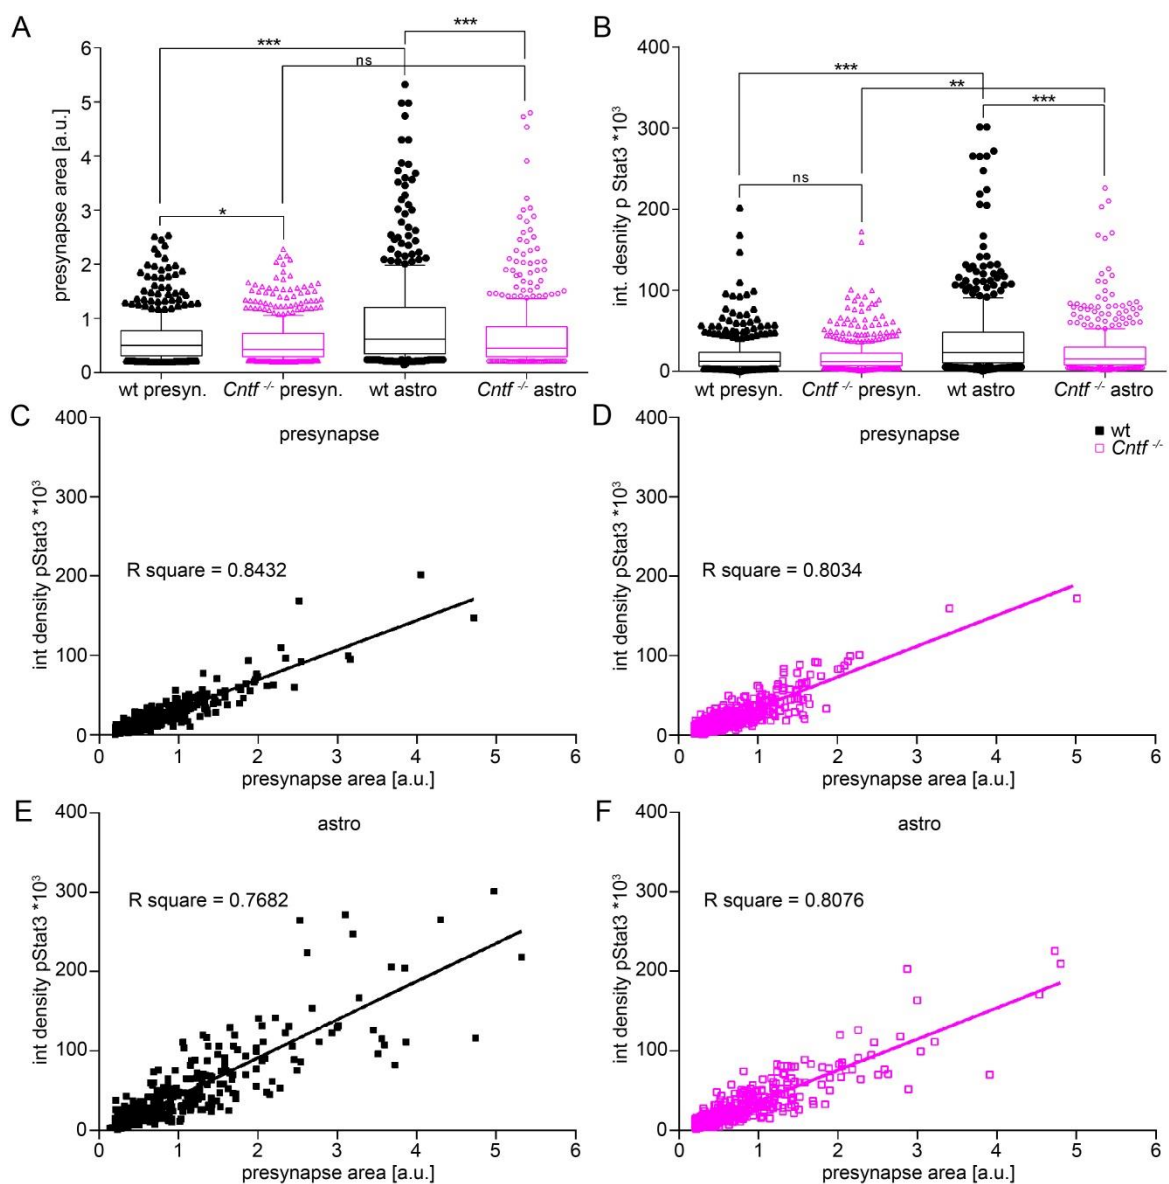 A
B
***
***
ns
*
presynapse area [a.u.]
6
5
4
3
2
1
0
wt presyn.
Cntf -/- presyn.
wt astro
Cntf -/- astro
***
**
***
ns
int. desnity p Stat3 *10³
400
300
200
100
0
wt presyn.
Cntf -/- presyn.
wt astro
Cntf -/- astro
C
presynapse
R square = 0.8432
int density pStat3 *10³
400
300
200
100
0
0 1 2 3 4 5 6
presynapse area [a.u.]
D
presynapse
wt
Cntf -/-
R square = 0.8034
int density pStat3 *10³
400
300
200
100
0
0 1 2 3 4 5 6
presynapse area [a.u.]
E
astro
R square = 0.7682
int density pStat3 *10³
400
300
200
100
0
0 1 2 3 4 5 6
presynapse area [a.u.]
F
astro
R square = 0.8076
int density pStat3 *10³
400
300
200
100
0
0 1 2 3 4 5 6
presynapse area [a.u.]